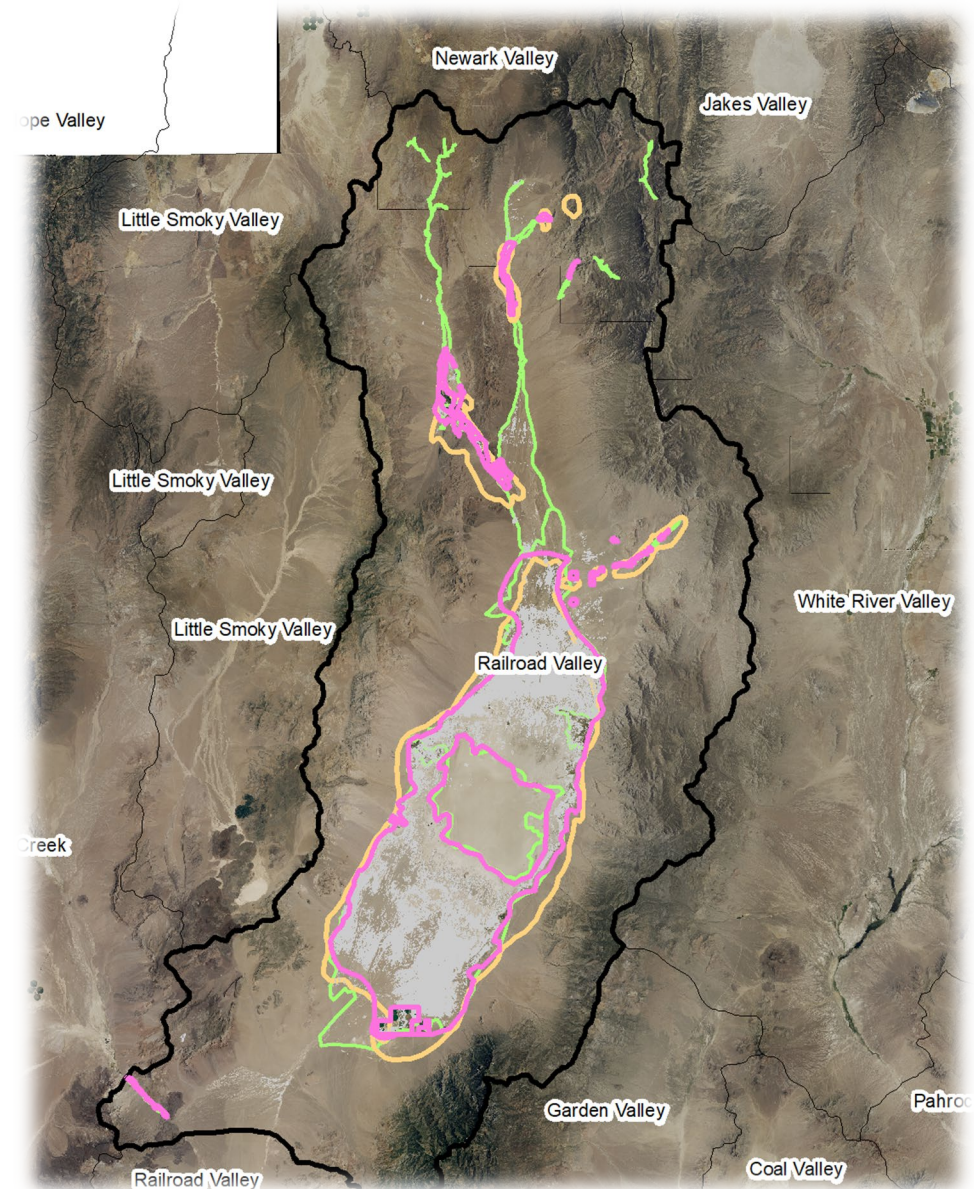 Newark Valley
Jakes Valley
ope Valley
Little Smoky Valley
Little Smoky Valley
White River Valley
Little Smoky Valley
Railroad Valley
Creek
Pahroc
Garden Valley
Coal Valley
Railroad Valley